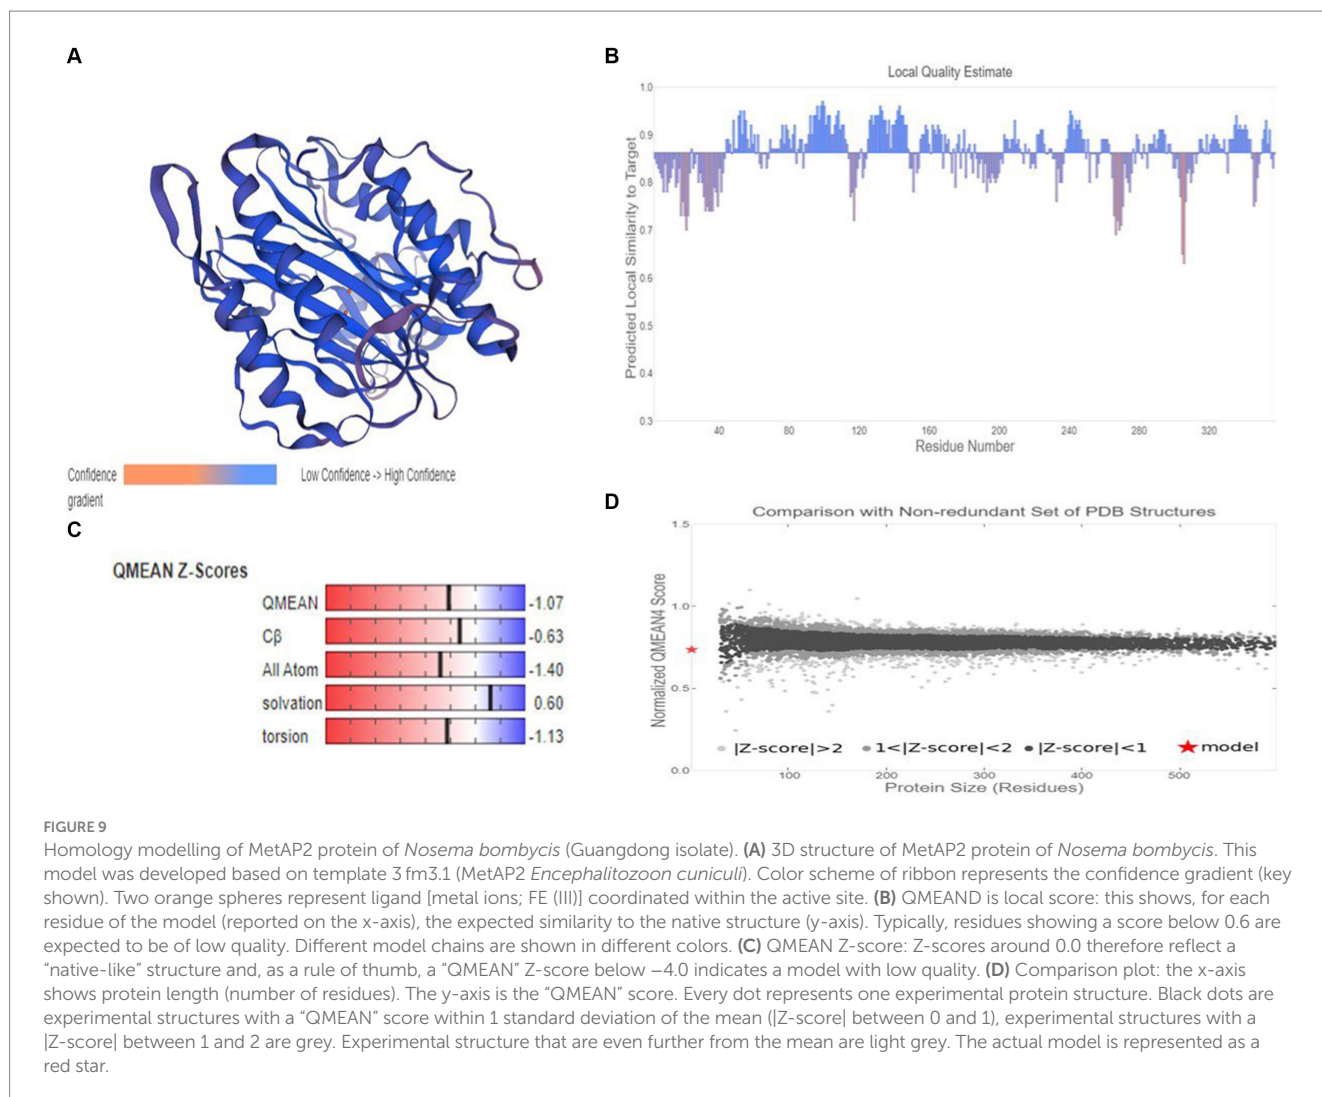 A
B
Local Quality Estimate
1.0
0.9
0.8
0.7
0.6
0.5
0.4
0.3
Predicted Local Similarity to Target
40 80 120 160 200 240 280 320
Residue Number
Confidence
gradient
Low Confidence -> High Confidence
C
QMEAN Z-Scores
QMEAN -1.07
Cβ -0.63
All Atom -1.40
solvation 0.60
torsion -1.13
D
Comparison with Non-redundant Set of PDB Structures
1.5
1.0
0.5
0.0
Normalized QMEAN4 Score
|Z-score|>2 1<|Z-score|<2 |Z-score|<1 model
100 200 300 400 500
Protein Size (Residues)
FIGURE 9
Homology modelling of MetAP2 protein of Nosema bombycis (Guangdong isolate). (A) 3D structure of MetAP2 protein of Nosema bombycis. This
model was developed based on template 3 fm3.1 (MetAP2 Encephalitozoon cuniculi). Color scheme of ribbon represents the confidence gradient (key
shown). Two orange spheres represent ligand [metal ions; FE (III)] coordinated within the active site. (B) QMEAND is local score: this shows, for each
residue of the model (reported on the x-axis), the expected similarity to the native structure (y-axis). Typically, residues showing a score below 0.6 are
expected to be of low quality. Different model chains are shown in different colors. (C) QMEAN Z-score: Z-scores around 0.0 therefore reflect a
“native-like” structure and, as a rule of thumb, a “QMEAN” Z-score below −4.0 indicates a model with low quality. (D) Comparison plot: the x-axis
shows protein length (number of residues). The y-axis is the “QMEAN” score. Every dot represents one experimental protein structure. Black dots are
experimental structures with a “QMEAN” score within 1 standard deviation of the mean (|Z-score| between 0 and 1), experimental structures with a
|Z-score| between 1 and 2 are grey. Experimental structure that are even further from the mean are light grey. The actual model is represented as a
red star.